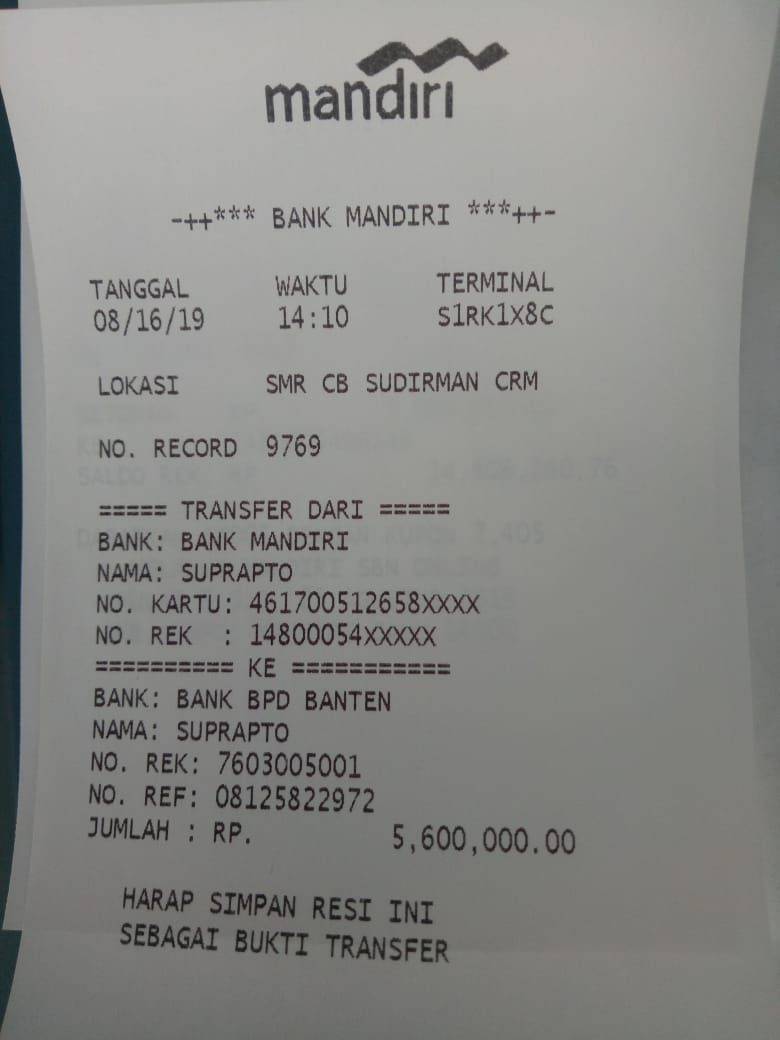 mandiri
-++*** BANK MANDIRI ***++-
TANGGAL WAKTU TERMINAL
08/16/19 14:10 S1RK1X8C
LOKASI SMR CB SUDIRMAN CRM
NO. RECORD 9769
===== TRANSFER DARI =====
BANK: BANK MANDIRI
NAMA: SUPRAPTO
NO. KARTU: 461700512658XXXX
NO. REK : 14800054XXXXX
========== KE ===========
BANK: BANK BPD BANTEN
NAMA: SUPRAPTO
NO. REK: 7603005001
NO. REF: 08125822972
JUMLAH : RP. 5,600,000.00
HARAP SIMPAN RESI INI
SEBAGAI BUKTI TRANSFER